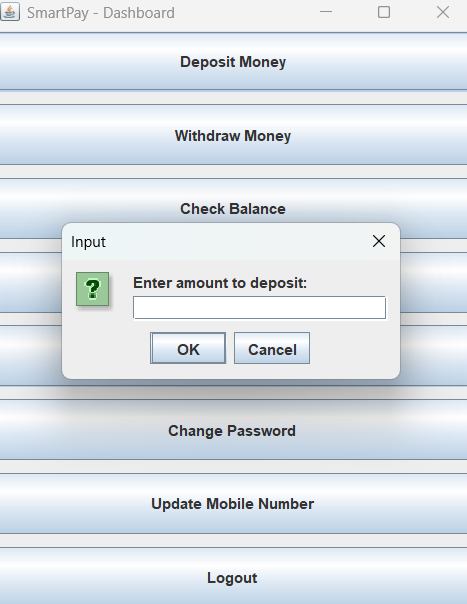 SmartPay - Dashboard
Deposit Money
Withdraw Money
Check Balance
Input
?
Enter amount to deposit:
OK Cancel
Change Password
Update Mobile Number
Logout